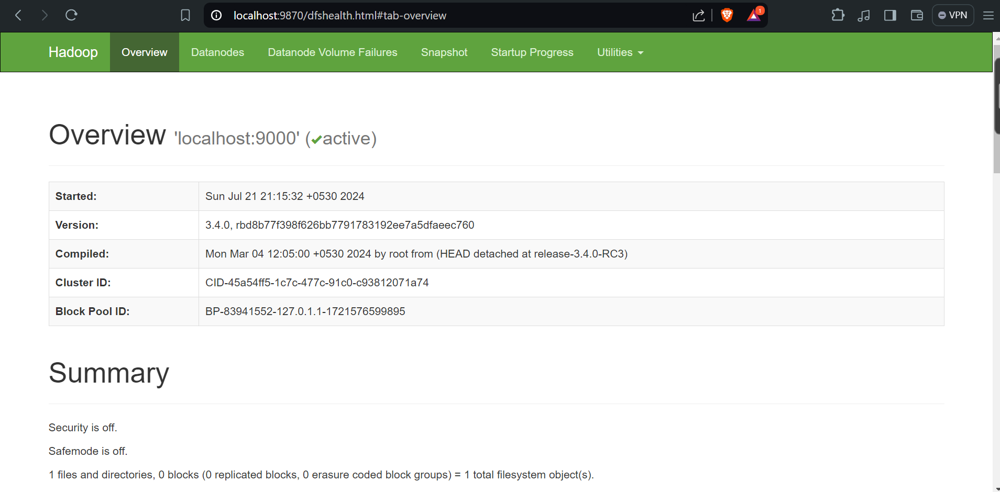 localhost:9870/dfshealth.html#tab-overview
1
VPN
Hadoop Overview Datanodes Datanode Volume Failures Snapshot Startup Progress Utilities
Overview 'localhost:9000' (✔active)
Started: Sun Jul 21 21:15:32 +0530 2024
Version: 3.4.0, rbd8b77f398f626bb7791783192ee7a5dfaeec760
Compiled: Mon Mar 04 12:05:00 +0530 2024 by root from (HEAD detached at release-3.4.0-RC3)
Cluster ID: CID-45a54ff5-1c7c-477c-91c0-c93812071a74
Block Pool ID: BP-83941552-127.0.1.1-1721576599895
Summary
Security is off.
Safemode is off.
1 files and directories, 0 blocks (0 replicated blocks, 0 erasure coded block groups) = 1 total filesystem object(s).